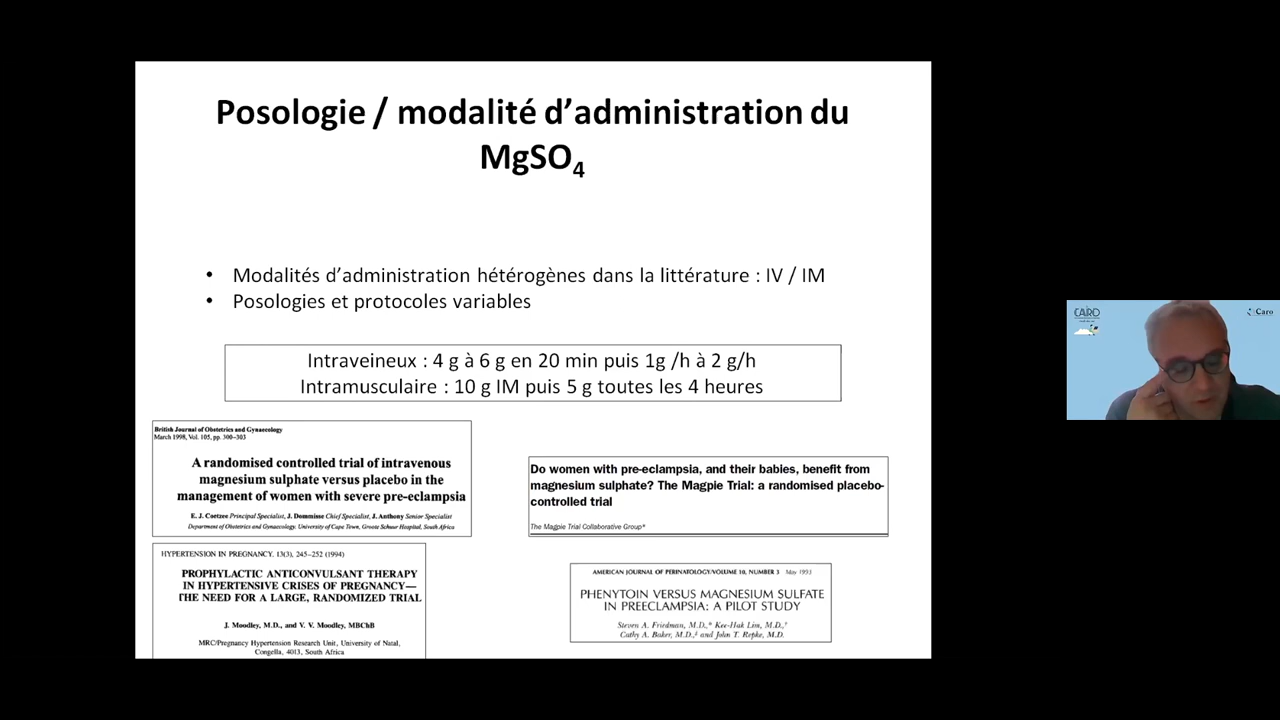 Posologie / modalité d’administration du
MgSO4
• Modalités d’administration hétérogènes dans la littérature : IV / IM
• Posologies et protocoles variables
Intraveineux : 4 g à 6 g en 20 min puis 1g /h à 2 g/h
Intramusculaire : 10 g IM puis 5 g toutes les 4 heures
British Journal of Obstetrics and Gynaecology
March 1998, Vol. 105, pp. 300–303
A randomised controlled trial of intravenous
magnesium sulphate versus placebo in the
management of women with severe pre-eclampsia
E. J. Coetzee Principal Specialist, J. Dommisse Chief Specialist, J. Anthony Senior Specialist
Department of Obstetrics and Gynaecology, University of Cape Town, Groote Schuur Hospital, South Africa
Do women with pre-eclampsia, and their babies, benefit from
magnesium sulphate? The Magpie Trial: a randomised placebo-
controlled trial
The Magpie Trial Collaborative Group*
HYPERTENSION IN PREGNANCY, 13(3), 245–252 (1994)
PROPHYLACTIC ANTICONVULSANT THERAPY
IN HYPERTENSIVE CRISES OF PREGNANCY—
THE NEED FOR A LARGE, RANDOMIZED TRIAL
J. Moodley, M.D., and V. V. Moodley, MBChB
MRC/Pregnancy Hypertension Research Unit, University of Natal,
Congella, 4013, South Africa
AMERICAN JOURNAL OF PERINATOLOGY/VOLUME 10, NUMBER 3 May 1993
PHENYTOIN VERSUS MAGNESIUM SULFATE
IN PREECLAMPSIA: A PILOT STUDY
Steven A. Friedman, M.D.,* Kee-Hak Lim, M.D.,†
Cathy A. Baker, M.D.,‡ and John T. Repke, M.D.
CARO
Caro